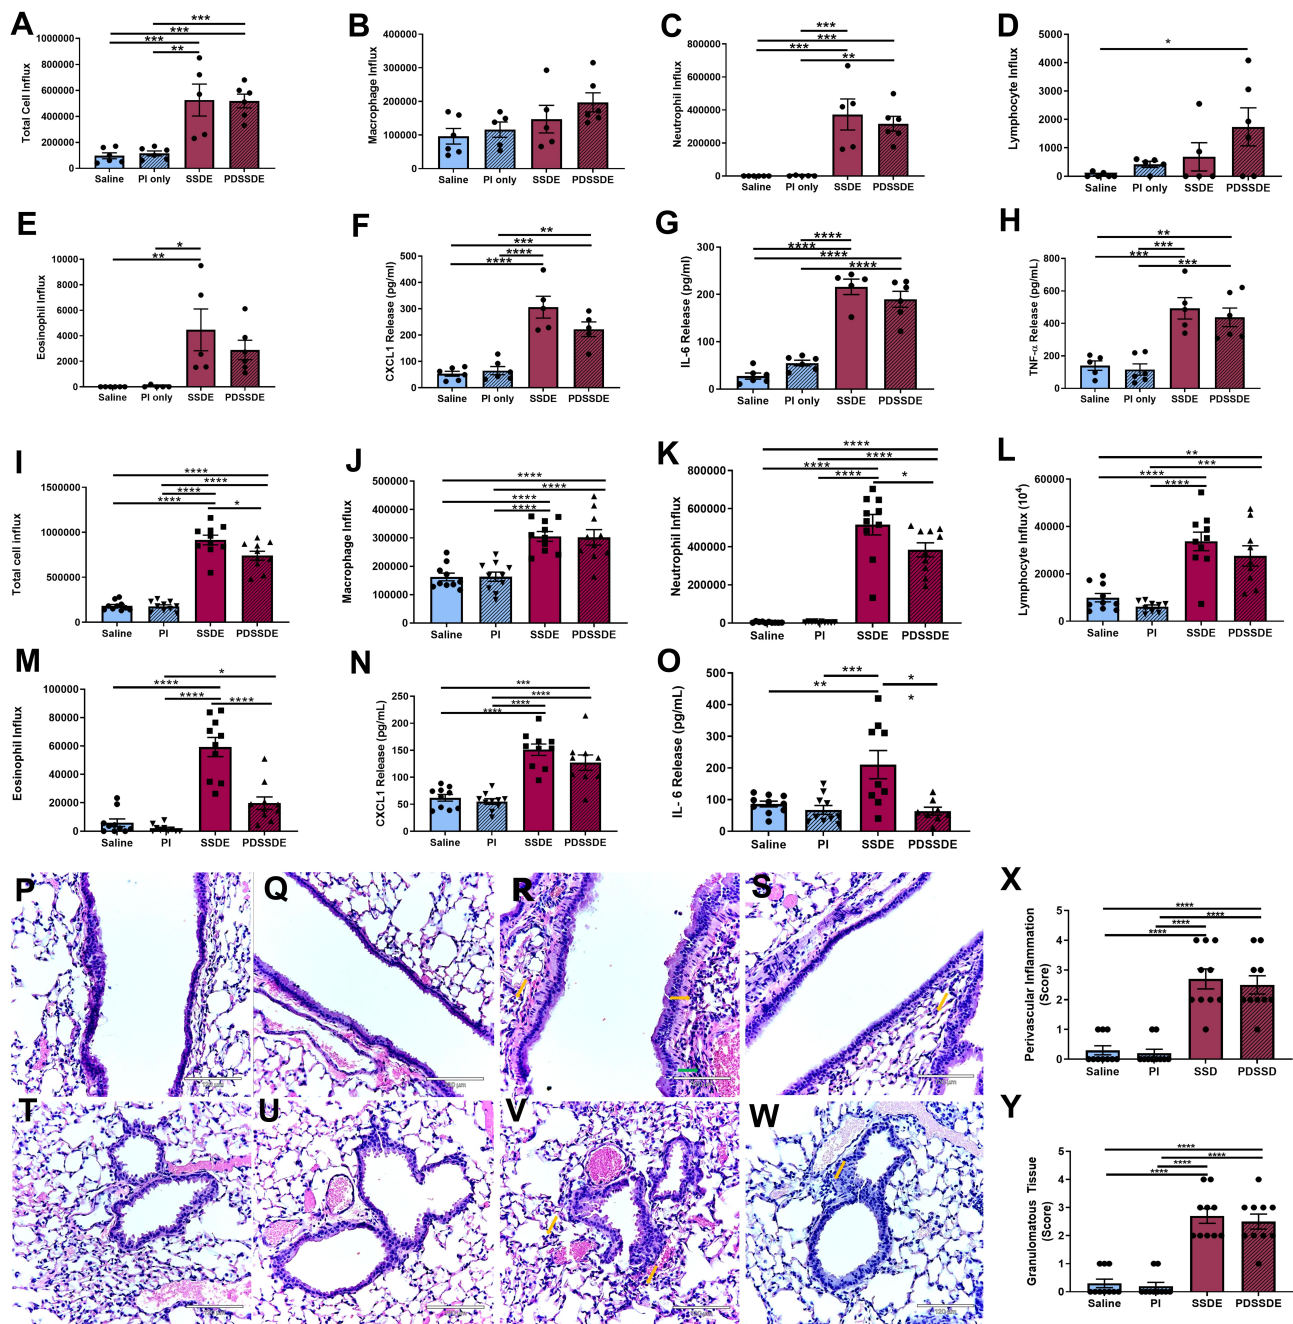 A
Total Cell Influx
1000000
800000
600000
400000
200000
0
***
***
***
**
Saline PI only SSDE PDSSDE
B
Macrophage Influx
400000
300000
200000
100000
0
Saline PI only SSDE PDSSDE
C
Neutrophil Influx
800000
600000
400000
200000
0
***
***
***
**
Saline PI only SSDE PDSSDE
D
Lymphocyte Influx
5000
4000
3000
2000
1000
0
*
Saline PI only SSDE PDSSDE
E
Eosinophil Influx
10000
8000
6000
4000
2000
0
*
**
Saline PI only SSDE PDSSDE
F
CXCL1 Release (pg/ml)
500
400
300
200
100
0
**
***
****
****
Saline PI only SSDE PDSSDE
G
IL-6 Release (pg/ml)
300
200
100
0
****
****
****
****
Saline PI only SSDE PDSSDE
H
TNF-α Release (pg/mL)
800
600
400
200
0
**
***
***
***
Saline PI only SSDE PDSSDE
I
Total cell influx
1500000
1000000
500000
0
****
****
****
****
*
Saline PI SSDE PDSSDE
J
Macrophage Influx
500000
400000
300000
200000
100000
0
****
****
****
****
Saline PI SSDE PDSSDE
K
Neutrophil Influx
800000
600000
400000
200000
0
****
****
****
****
*
Saline PI SSDE PDSSDE
L
Lymphocyte Influx (10⁴)
60000
40000
20000
0
**
***
****
****
Saline PI SSDE PDSSDE
M
Eosinophil Influx
100000
80000
60000
40000
20000
0
*
****
****
****
Saline PI SSDE PDSSDE
N
CXCL1 Release (pg/mL)
250
200
150
100
50
0
***
****
****
****
Saline PI SSDE PDSSDE
O
IL- 6 Release (pg/mL)
500
400
300
200
100
0
***
**
*
*
Saline PI SSDE PDSSDE
P
Q
R
S
T
U
V
W
X
Perivascular Inflammation
(Score)
5
4
3
2
1
0
****
****
****
****
Saline PI SSD PDSSD
Y
Granulomatous Tissue
(Score)
5
4
3
2
1
0
****
****
****
****
Saline PI SSDE PDSSDE